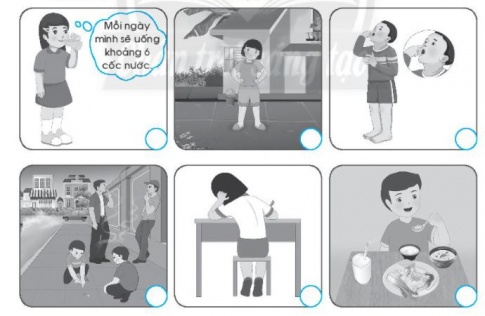 Mỗi ngày
mình sẽ uống
khoảng 6
cốc nước.